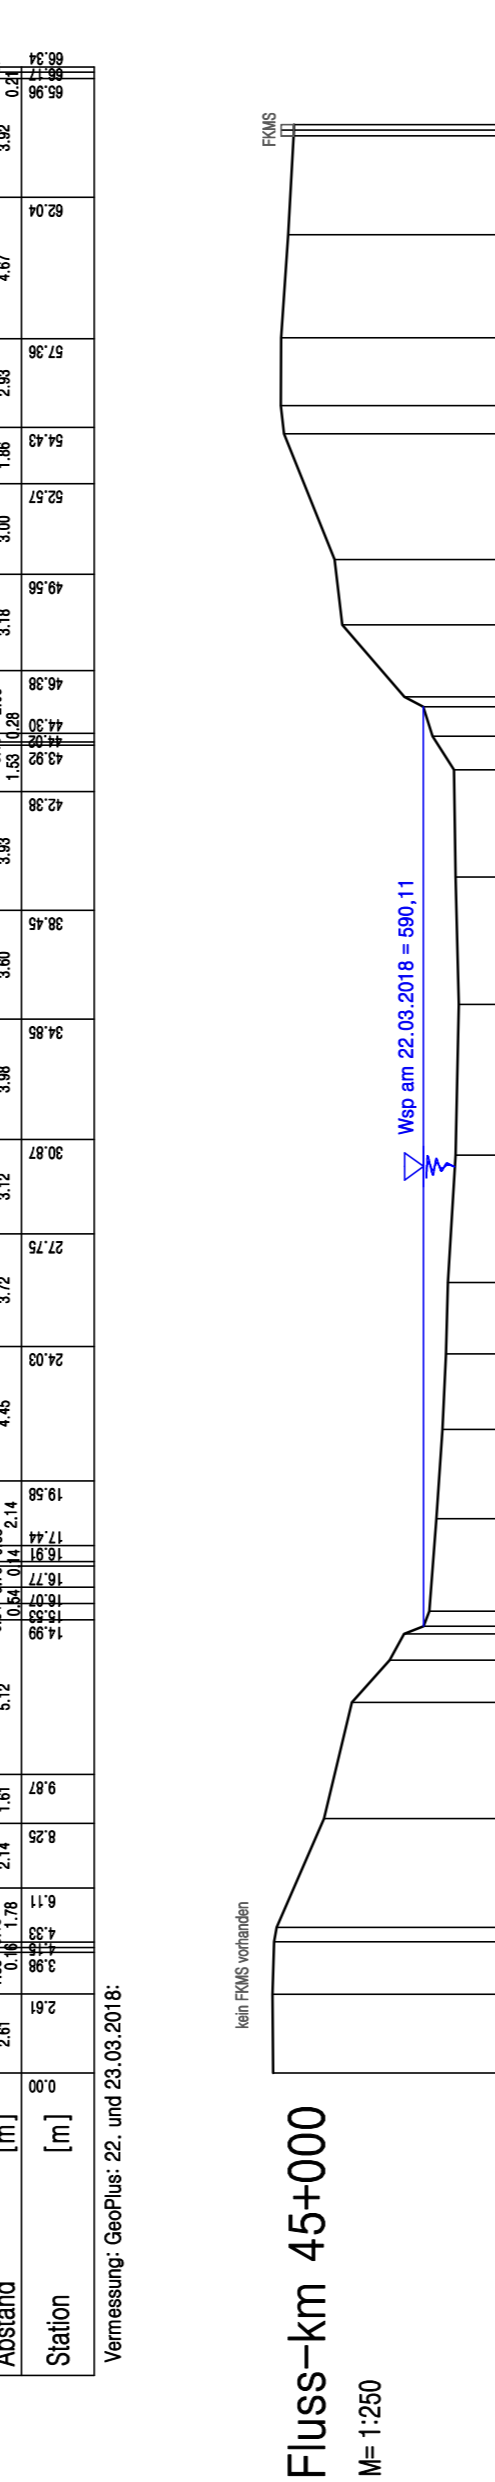 Abstand [m] 2.61 0.16 1.78 2.14 1.61 5.12 0.54 0.14 2.14 4.45 3.72 3.12 3.98 3.60 3.93 1.53 0.28 3.18 3.00 1.86 2.93 4.67 3.92 0.21
Station [m] 0.00 2.61 3.98 4.15 4.33 6.11 8.25 9.87 14.99 15.53 16.07 16.77 16.91 17.44 19.58 24.03 27.75 30.87 34.85 38.45 42.38 43.92 44.02 44.30 46.38 49.56 52.57 54.43 57.36 62.04 65.96 66.17 66.34
Vermessung: GeoPlus: 22. und 23.03.2018:
kein FKMS vorhanden
FKMS
Fluss-km 45+000
M= 1:250
Wsp am 22.03.2018 = 590,11